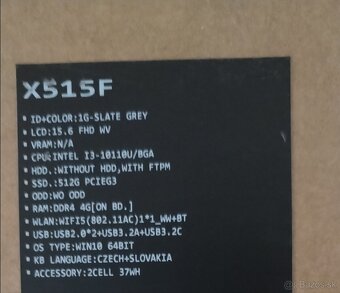 X515F
• ID+COLOR:1G-SLATE GREY
• LCD:15.6 FHD WV
• VRAM:N/A
• CPU:INTEL I3-10110U/BGA
• HDD.:WITHOUT HDD,WITH FTPM
• SSD.:512G PCIEG3
• ODD:WO ODD
• RAM:DDR4 4G[ON BD.]
• WLAN:WIFI5(802.11AC)1*1_WW+BT
• USB:USB2.0*2+USB3.2A+USB3.2C
• OS TYPE:WIN10 64BIT
• KB LANGUAGE:CZECH+SLOVAKIA
• ACCESSORY:2CELL 37WH
bazos.sk